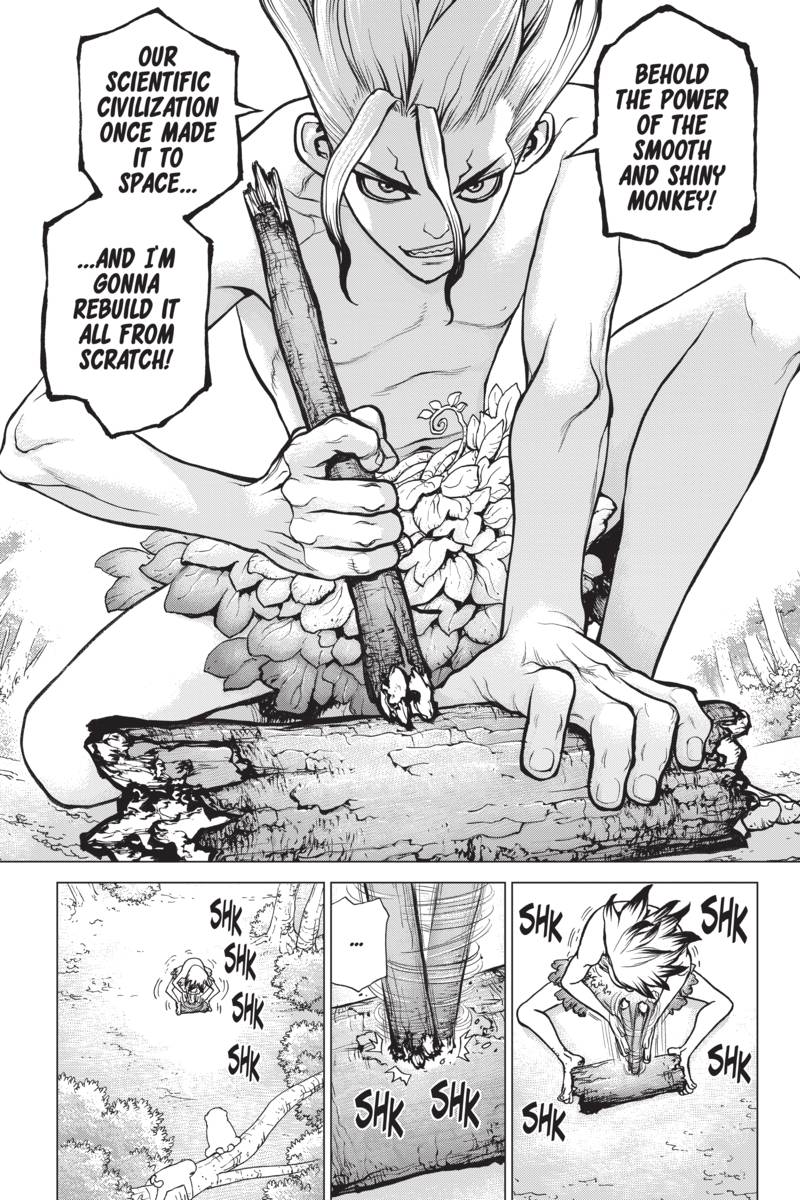 BEHOLD
THE POWER
OF THE
SMOOTH
AND SHINY
MONKEY!
OUR
SCIENTIFIC
CIVILIZATION
ONCE MADE
IT TO
SPACE...
...AND I'M
GONNA
REBUILD IT
ALL FROM
SCRATCH!
SHK
SHK
SHK
SHK
...
SHK
SHK
SHK
SHK
SHK
SHK